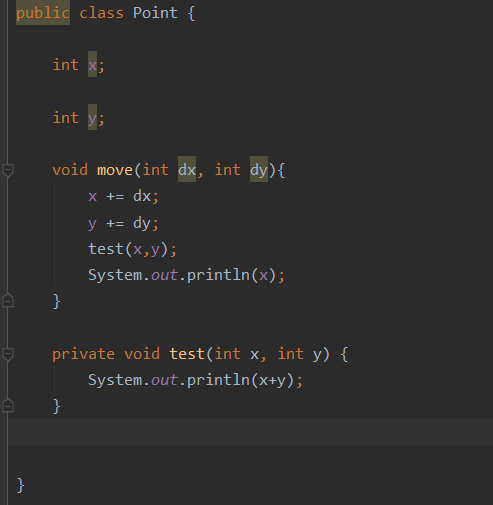 public class Point {
int x;
int y;
void move(int dx, int dy){
x += dx;
y += dy;
test(x,y);
System.out.println(x);
}
private void test(int x, int y) {
System.out.println(x+y);
}
}